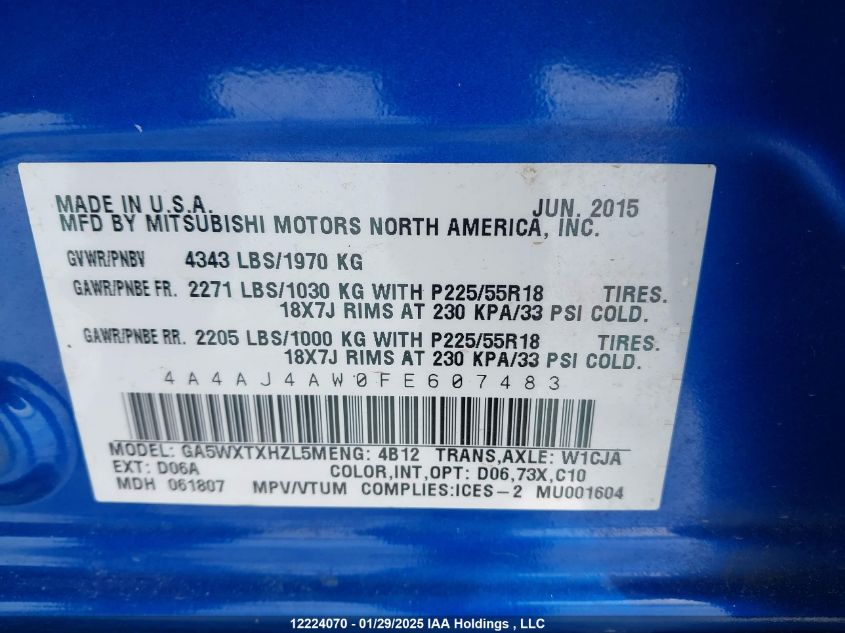 MADE IN U.S.A. JUN. 2015
MFD BY MITSUBISHI MOTORS NORTH AMERICA, INC.
GVWR/PNBV 4343 LBS/1970 KG
GAWR/PNBE FR. 2271 LBS/1030 KG WITH P225/55R18 TIRES.
18X7J RIMS AT 230 KPA/33 PSI COLD.
GAWR/PNBE RR. 2205 LBS/1000 KG WITH P225/55R18 TIRES.
18X7J RIMS AT 230 KPA/33 PSI COLD.
4A4AJ4AW0FE607483
MODEL: GA5WXTXHZL5MENG: 4B12 TRANS,AXLE: W1CJA
EXT: D06A COLOR,INT,OPT: D06,73X,C10
MDH 061807 MPV/VTUM COMPLIES:ICES-2 MU001604
12224070 - 01/29/2025 IAA Holdings , LLC